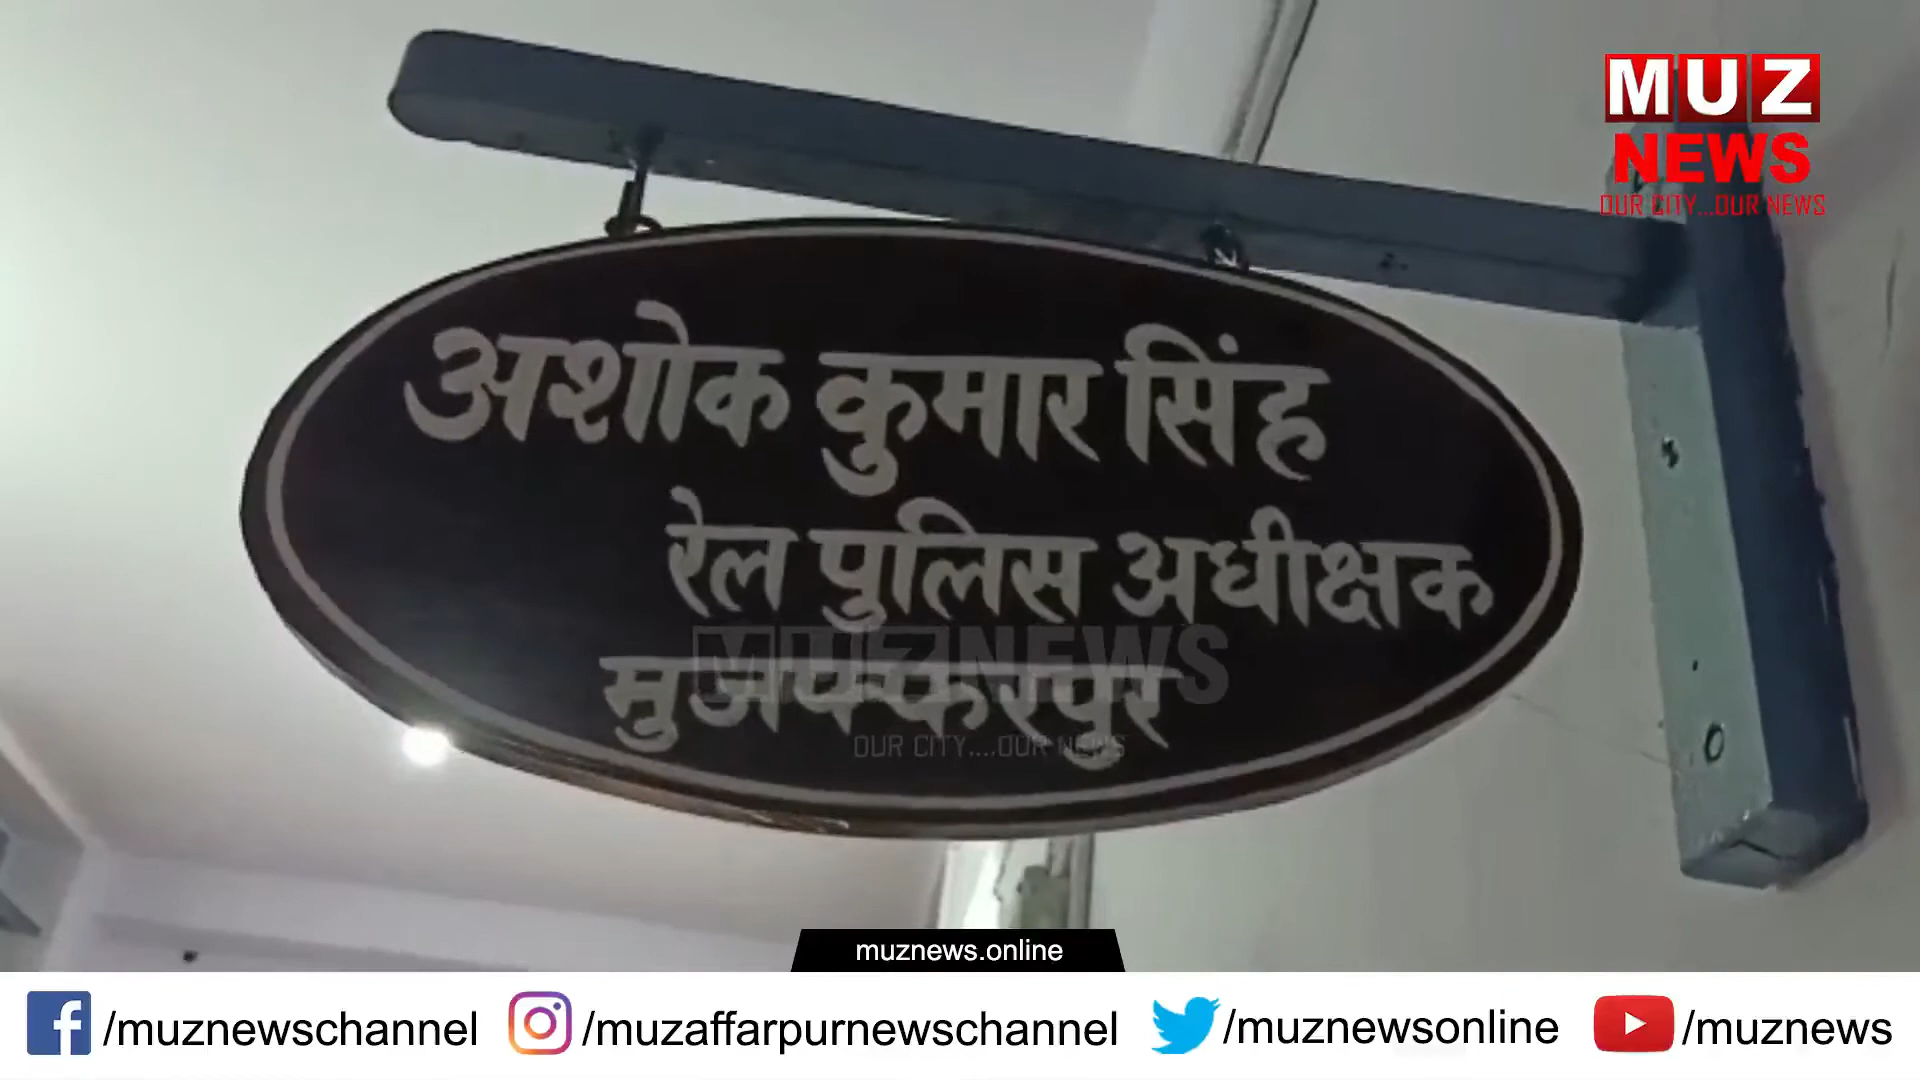 MUZ
NEWS
OUR CITY...OUR NEWS
अशोक कुमार सिंह
रेल पुलिस अधीक्षक
मुजफ्फरपुर
MUZNEWS
OUR CITY....OUR NEWS
muznews.online
/muznewschannel /muzaffarpurnewschannel /muznewsonline /muznews